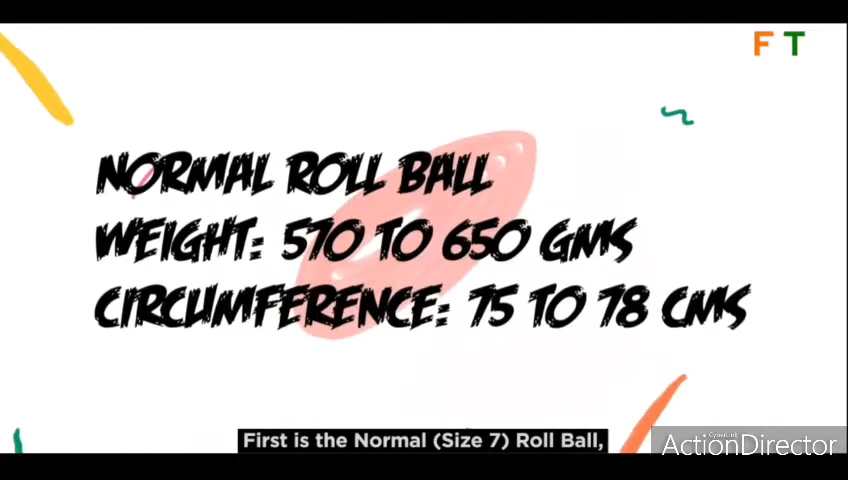 F T
NORMAL ROLL BALL
WEIGHT: 570 TO 650 GMS
CIRCUMFERENCE: 75 TO 78 CMS
First is the Normal (Size 7) Roll Ball,
CyberLink
ActionDirector